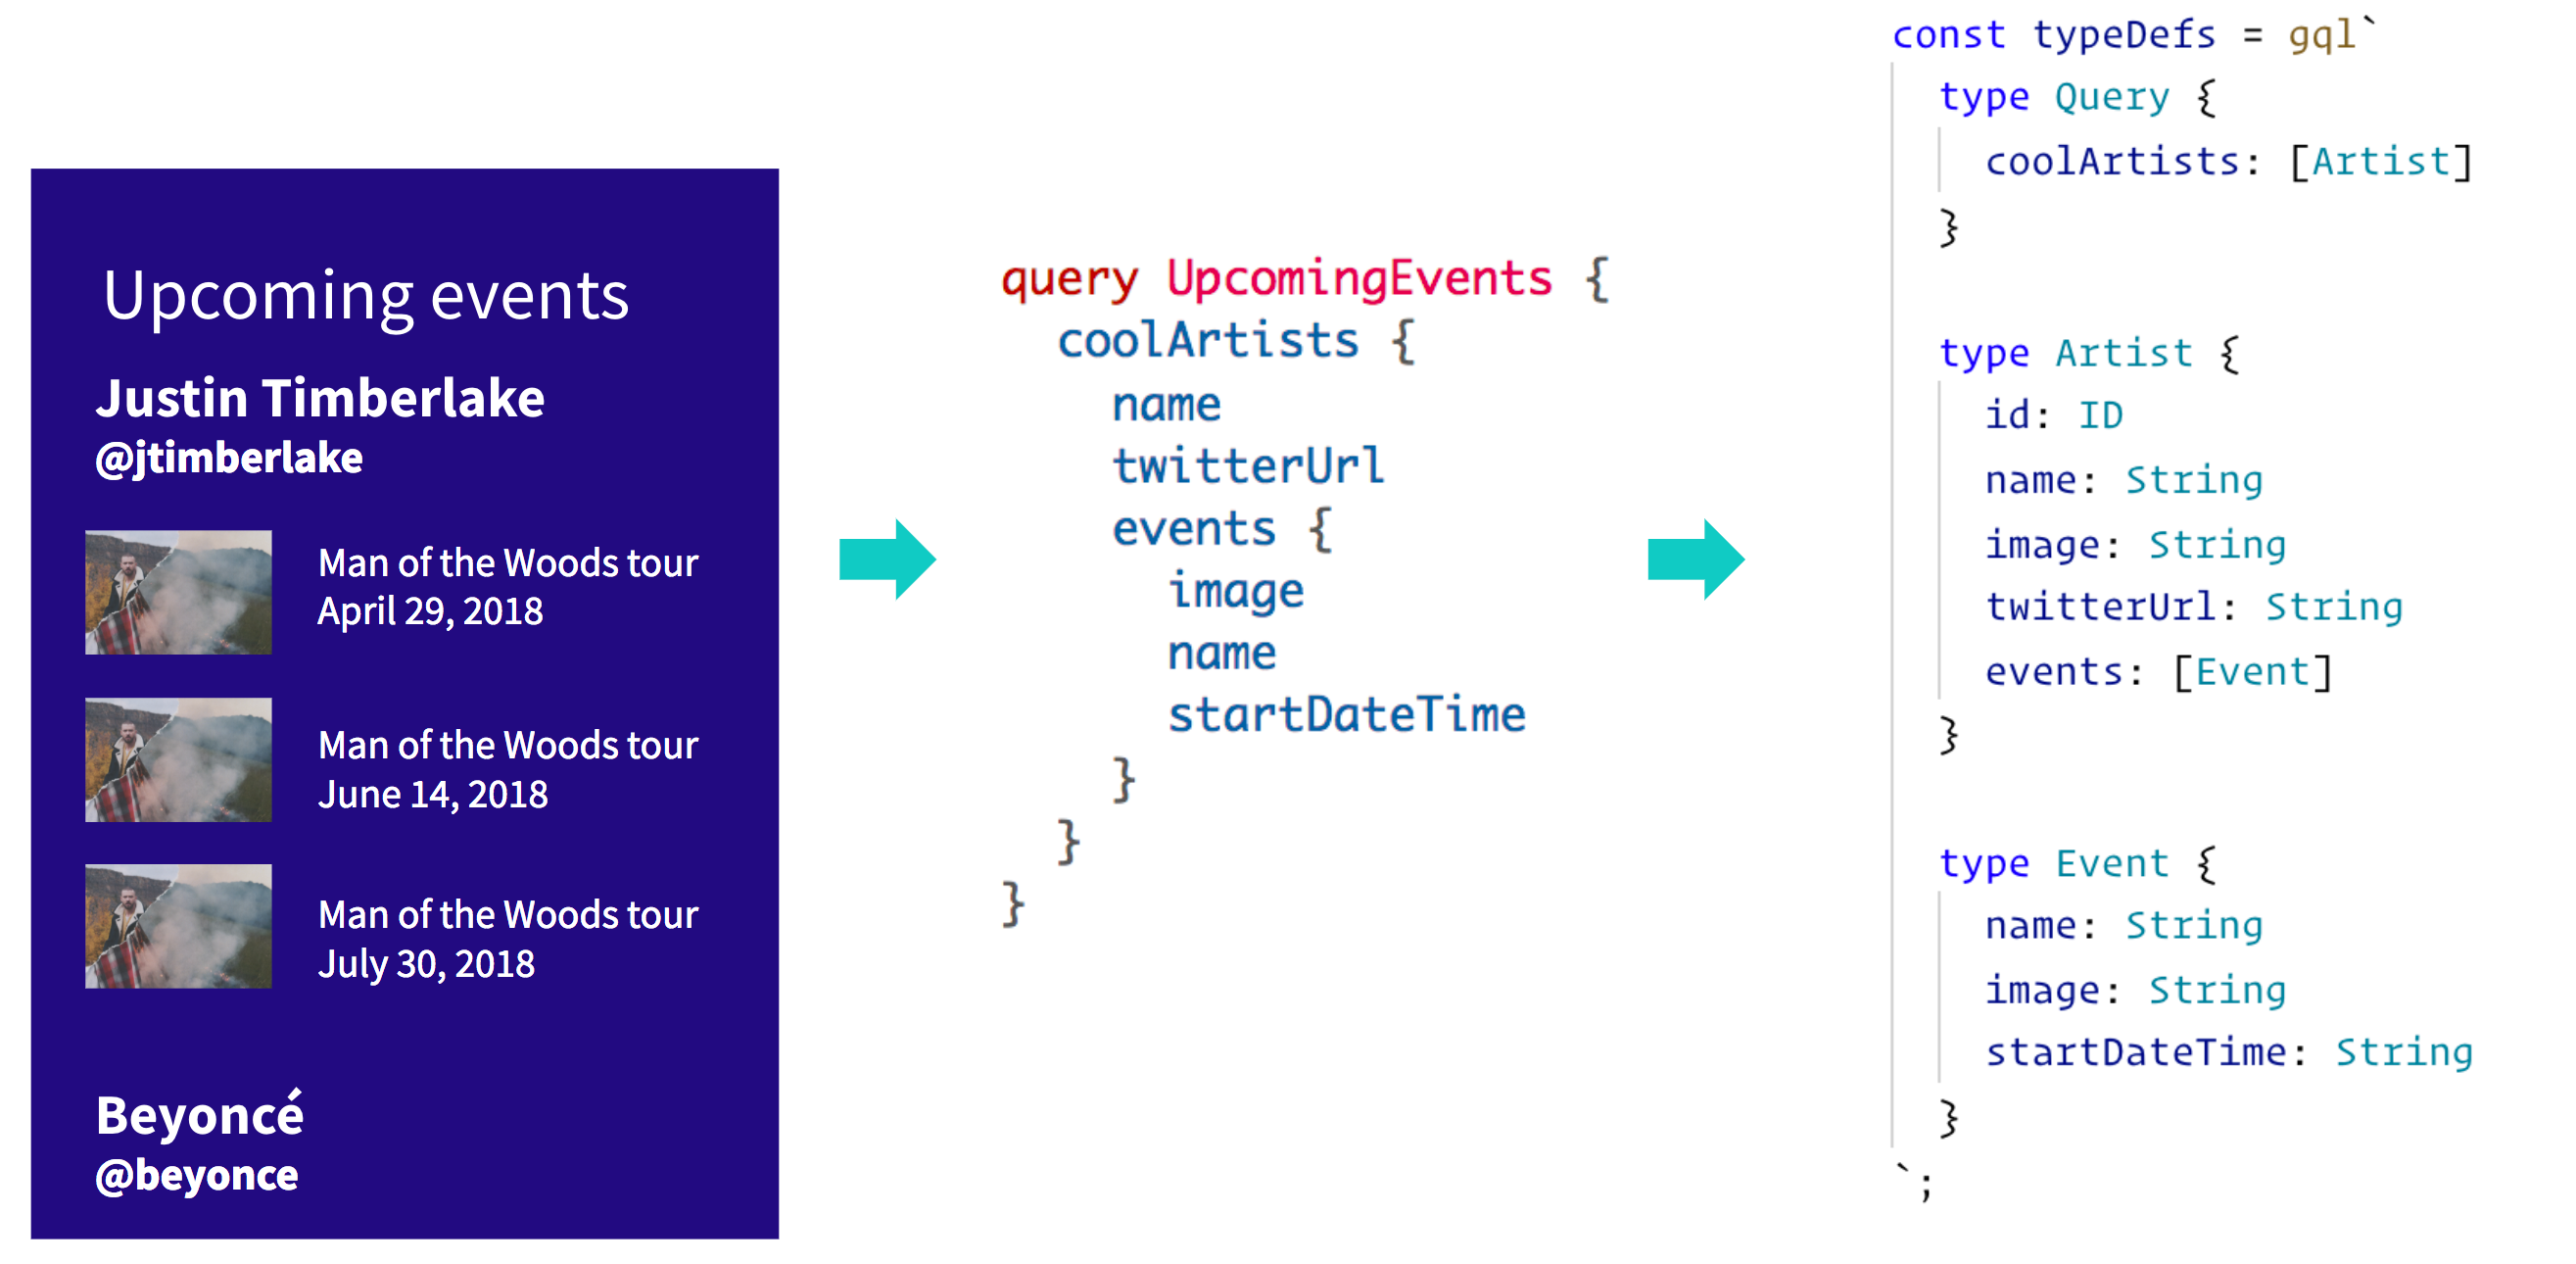 Upcoming events
Justin Timberlake
@jtimberlake
Man of the Woods tour
April 29, 2018
Man of the Woods tour
June 14, 2018
Man of the Woods tour
July 30, 2018
Beyoncé
@beyonce
query UpcomingEvents {
  coolArtists {
    name
    twitterUrl
    events {
      image
      name
      startDateTime
    }
  }
}
const typeDefs = gql`
  type Query {
    coolArtists: [Artist]
  }
  type Artist {
    id: ID
    name: String
    image: String
    twitterUrl: String
    events: [Event]
  }
  type Event {
    name: String
    image: String
    startDateTime: String
  }
`;